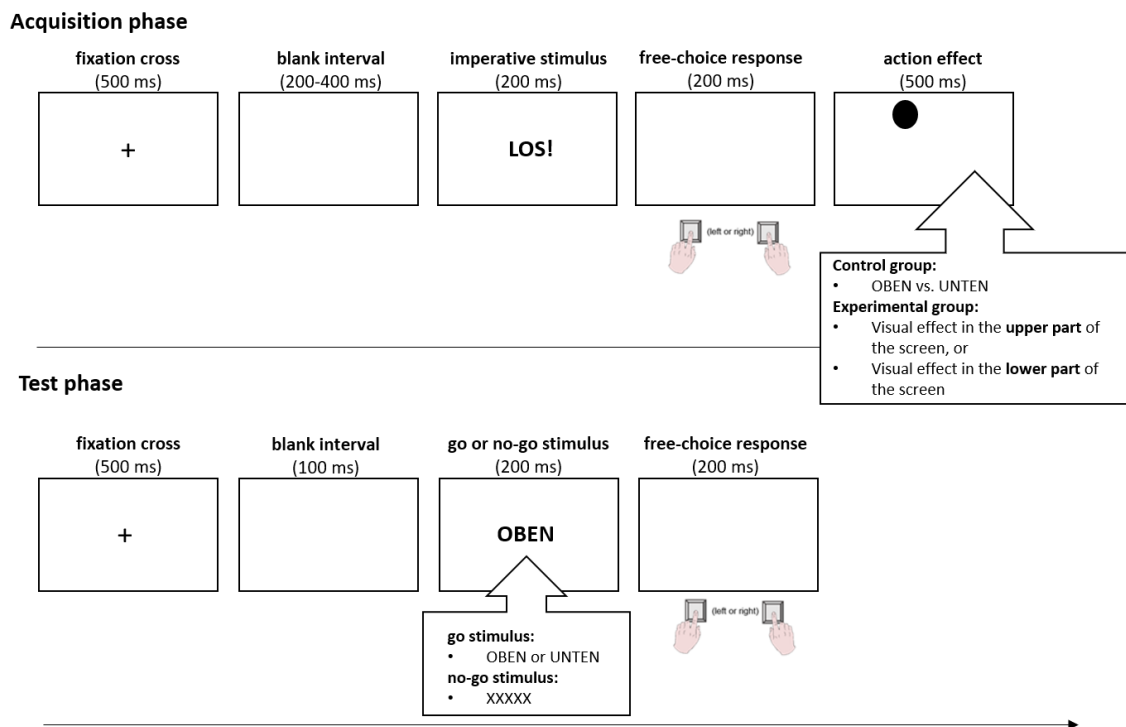 Acquisition phase
fixation cross
(500 ms)
blank interval
(200-400 ms)
imperative stimulus
(200 ms)
free-choice response
(200 ms)
action effect
(500 ms)
+
LOS!
(left or right)
Control group:
• OBEN vs. UNTEN
Experimental group:
• Visual effect in the upper part of
the screen, or
• Visual effect in the lower part of
the screen
Test phase
fixation cross
(500 ms)
blank interval
(100 ms)
go or no-go stimulus
(200 ms)
free-choice response
(200 ms)
+
OBEN
(left or right)
go stimulus:
• OBEN or UNTEN
no-go stimulus:
• XXXXX